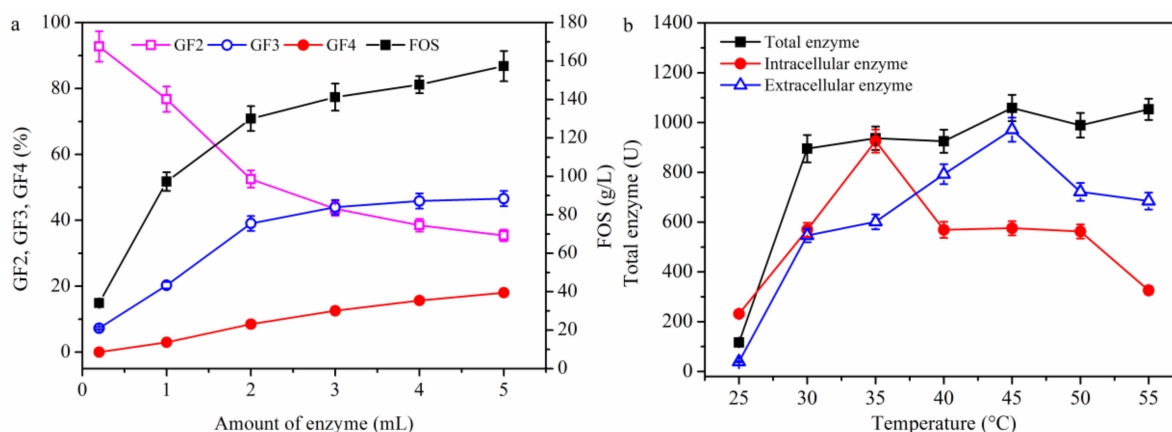 a
100
80
60
40
20
0
GF2, GF3, GF4 (%)
GF2 GF3 GF4 FOS
180
160
140
120
100
80
60
40
20
0
FOS (g/L)
0 1 2 3 4 5
Amount of enzyme (mL)
b
1400
1200
1000
800
600
400
200
0
Total enzyme (U)
Total enzyme
Intracellular enzyme
Extracellular enzyme
25 30 35 40 45 50 55
Temperature (°C)